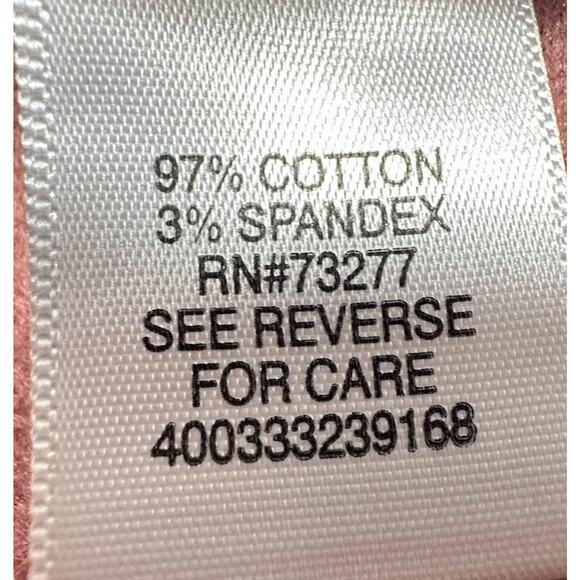 97% COTTON
3% SPANDEX
RN#73277
SEE REVERSE
FOR CARE
400333239168